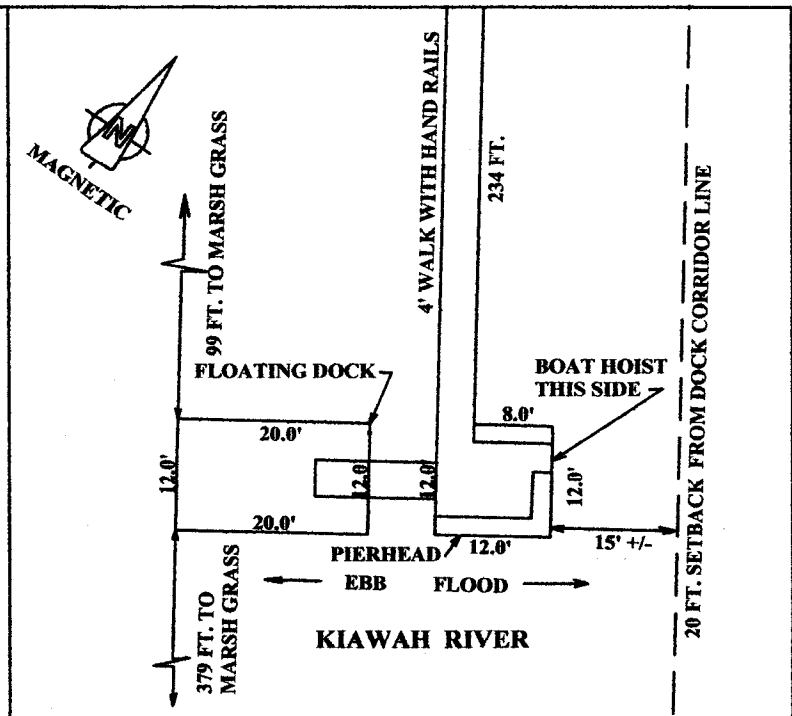 N
MAGNETIC
99 FT. TO MARSH GRASS
4' WALK WITH HAND RAILS
234 FT.
20 FT. SETBACK FROM DOCK CORRIDOR LINE
FLOATING DOCK
BOAT HOIST
THIS SIDE
8.0'
20.0'
12.0'
12.0'
12.0'
12.0'
20.0'
PIERHEAD
12.0'
15' +/-
EBB
FLOOD
379 FT. TO
MARSH GRASS
KIAWAH RIVER